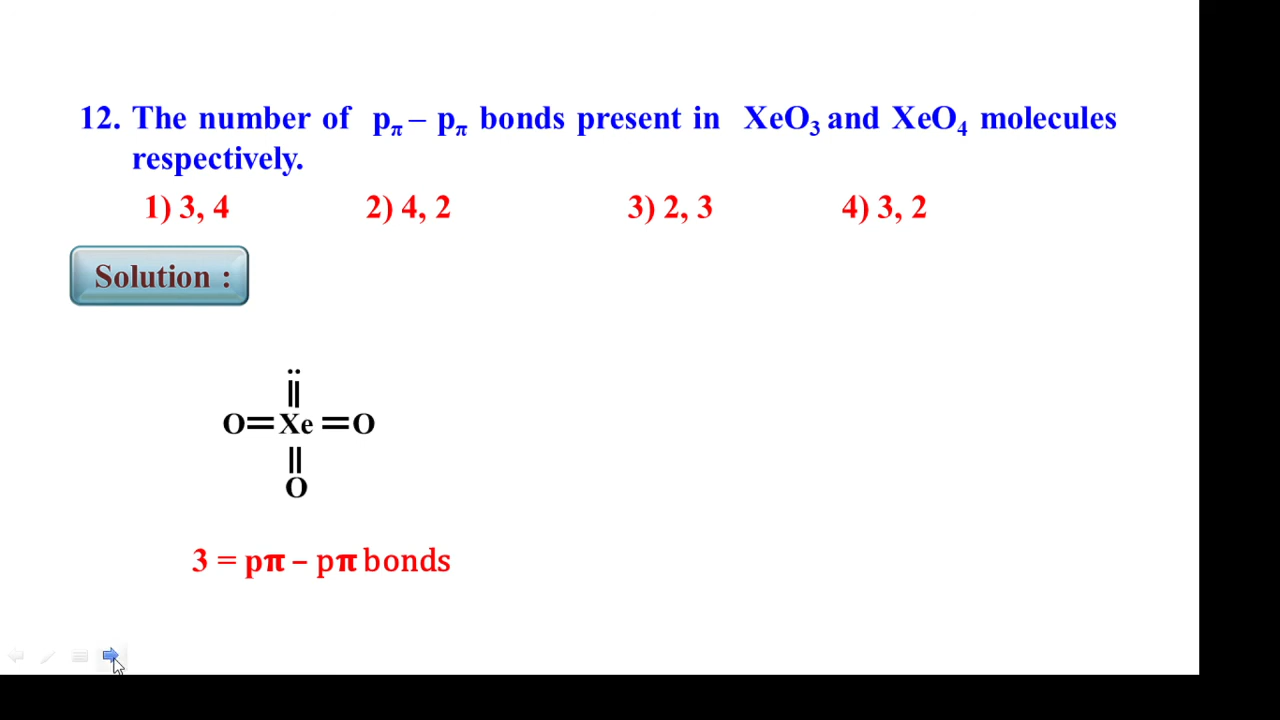 12. The number of pπ – pπ bonds present in XeO3 and XeO4 molecules
respectively.
1) 3, 4 2) 4, 2 3) 2, 3 4) 3, 2
Solution :
O=Xe=O
O
3 = pπ – pπ bonds